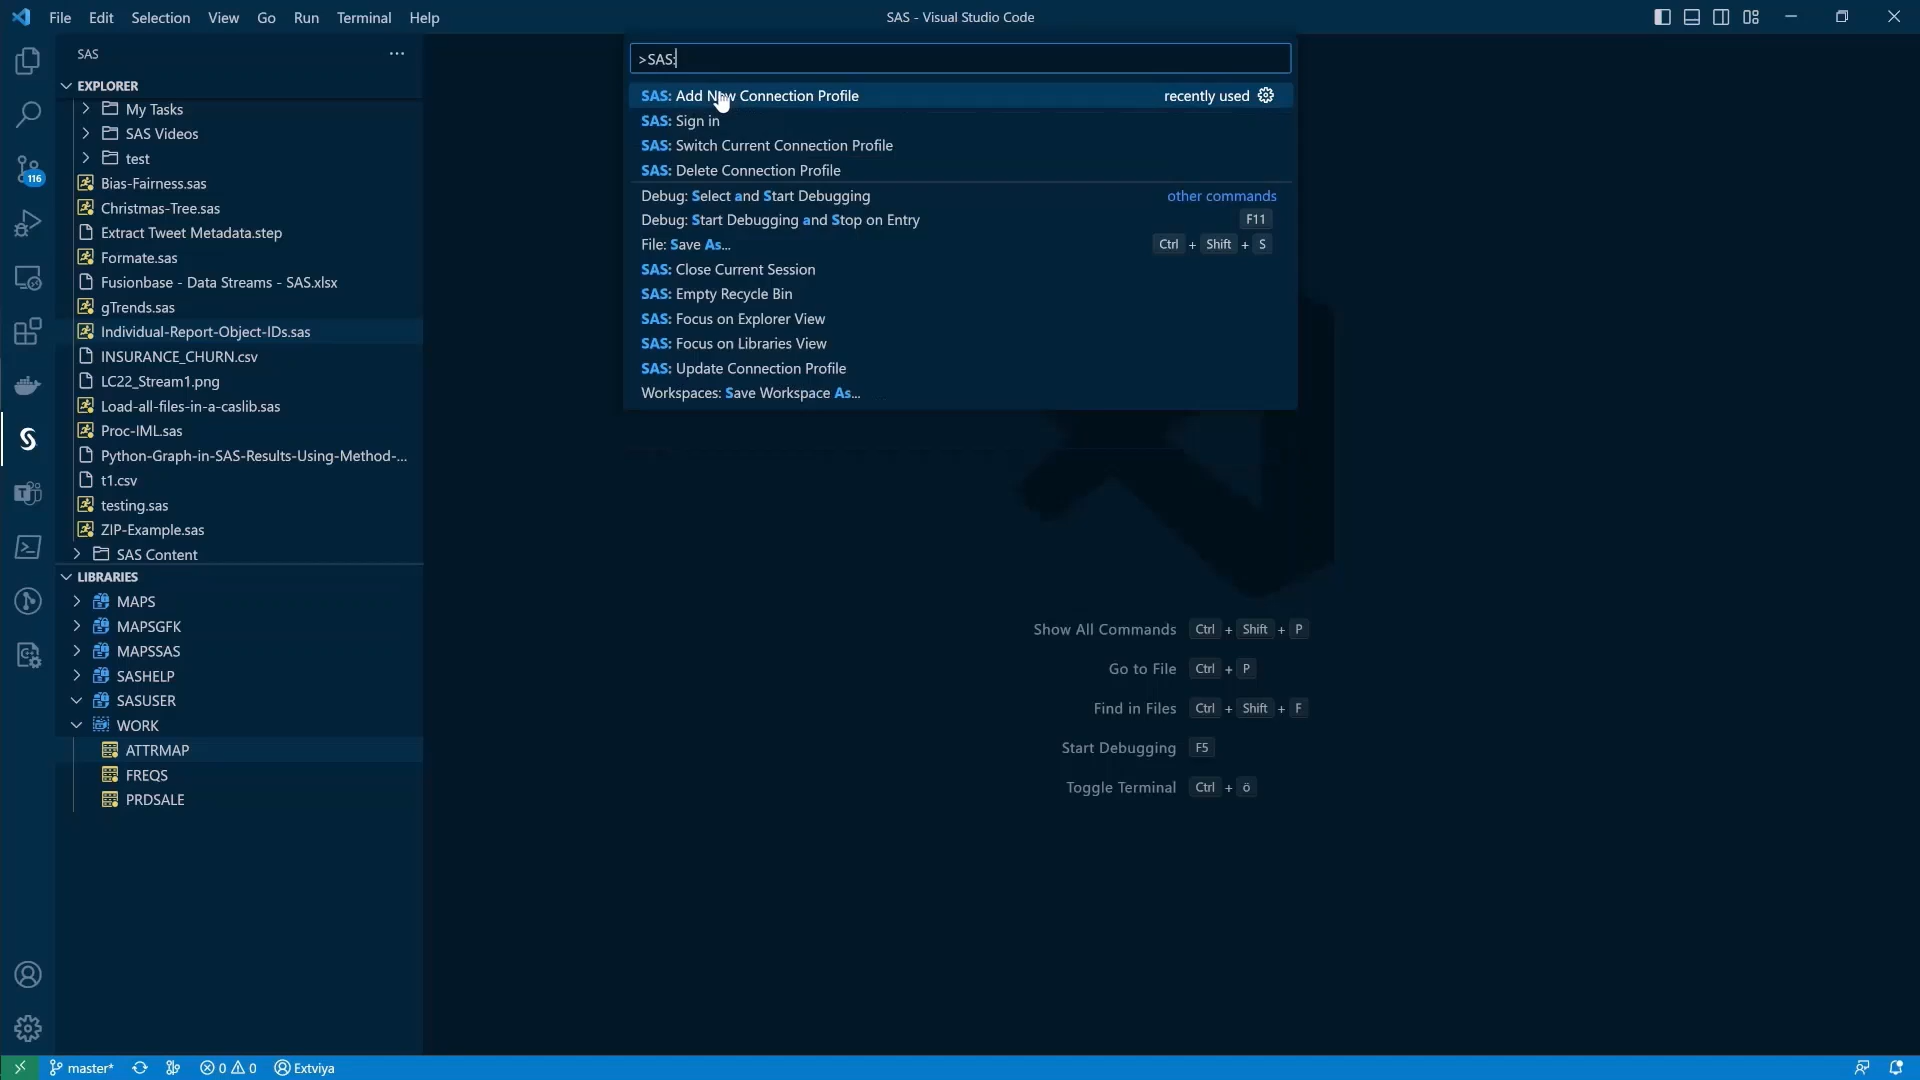 File Edit Selection View Go Run Terminal Help
SAS - Visual Studio Code
SAS
EXPLORER
My Tasks
SAS Videos
test
Bias-Fairness.sas
Christmas-Tree.sas
Extract Tweet Metadata.step
Formate.sas
Fusionbase - Data Streams - SAS.xlsx
gTrends.sas
Individual-Report-Object-IDs.sas
INSURANCE_CHURN.csv
LC22_Stream1.png
Load-all-files-in-a-caslib.sas
Proc-IML.sas
Python-Graph-in-SAS-Results-Using-Method-...
t1.csv
testing.sas
ZIP-Example.sas
SAS Content
LIBRARIES
MAPS
MAPSGFK
MAPSSAS
SASHELP
SASUSER
WORK
ATTRMAP
FREQS
PRDSALE
116
>SAS:
SAS: Add New Connection Profile recently used
SAS: Sign in
SAS: Switch Current Connection Profile
SAS: Delete Connection Profile
Debug: Select and Start Debugging other commands
Debug: Start Debugging and Stop on Entry F11
File: Save As... Ctrl + Shift + S
SAS: Close Current Session
SAS: Empty Recycle Bin
SAS: Focus on Explorer View
SAS: Focus on Libraries View
SAS: Update Connection Profile
Workspaces: Save Workspace As...
Show All Commands Ctrl + Shift + P
Go to File Ctrl + P
Find in Files Ctrl + Shift + F
Start Debugging F5
Toggle Terminal Ctrl + ö
master* 0 0 Extviya